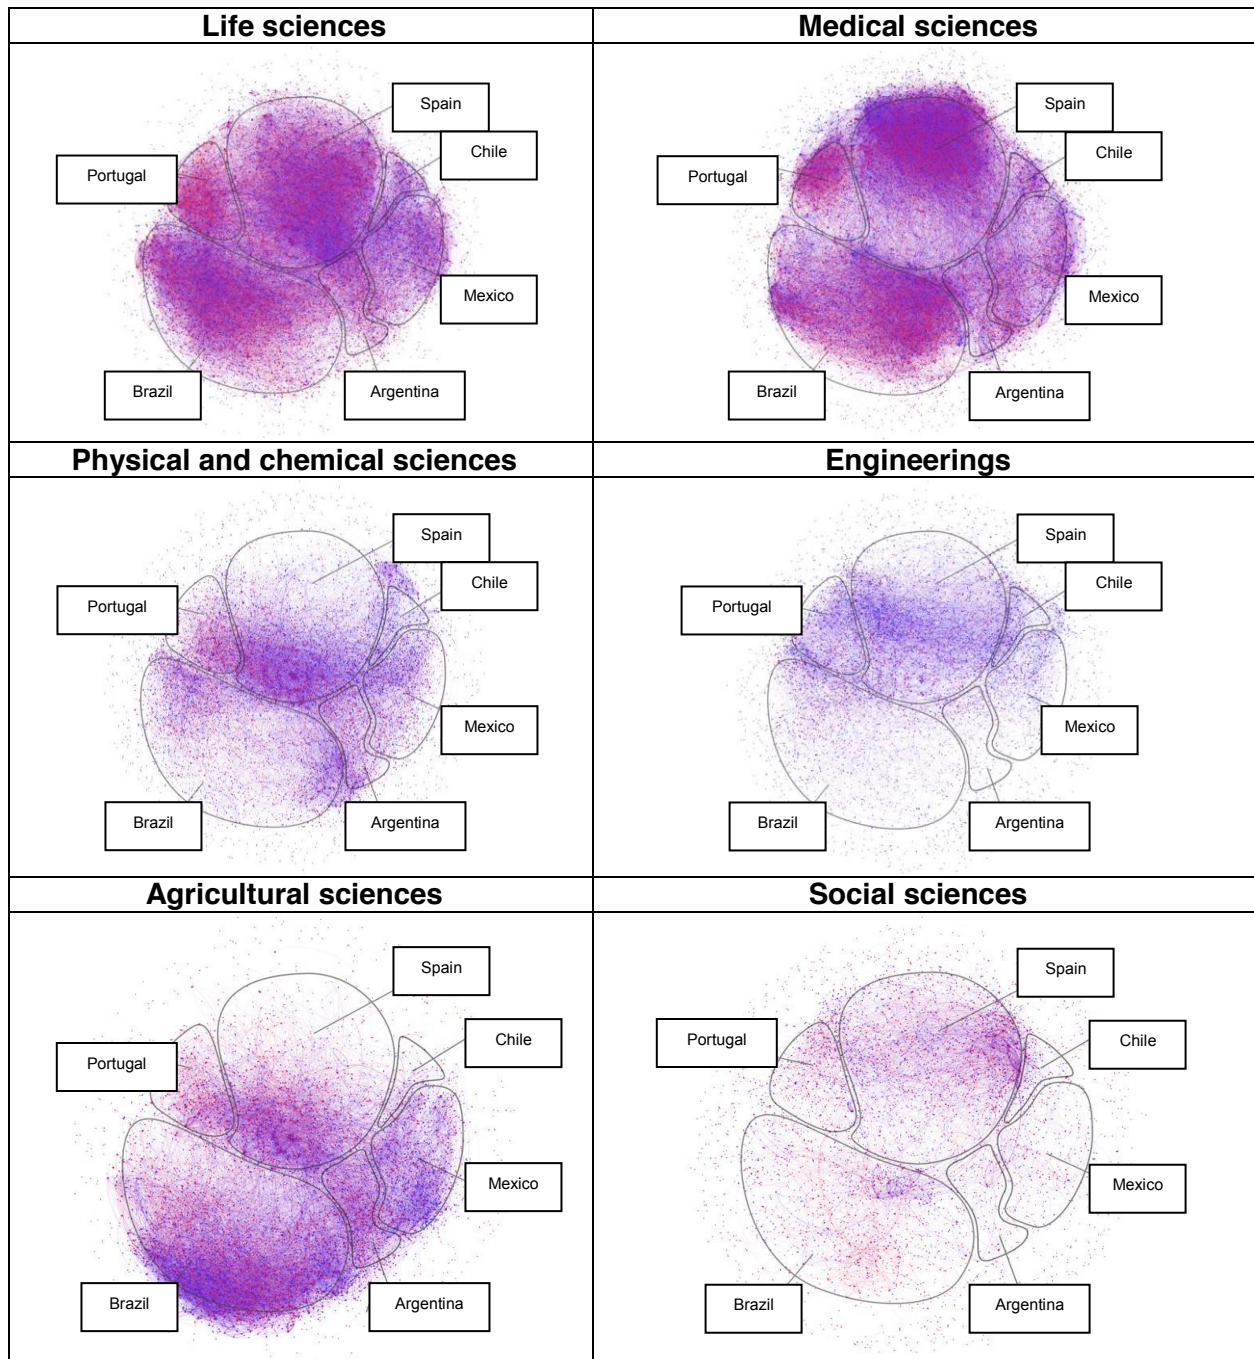 Life sciences
Medical sciences
Spain
Chile
Portugal
Mexico
Brazil
Argentina
Spain
Chile
Portugal
Mexico
Brazil
Argentina
Physical and chemical sciences
Engineerings
Spain
Chile
Portugal
Mexico
Brazil
Argentina
Spain
Chile
Portugal
Mexico
Brazil
Argentina
Agricultural sciences
Social sciences
Spain
Chile
Portugal
Mexico
Brazil
Argentina
Spain
Chile
Portugal
Mexico
Brazil
Argentina